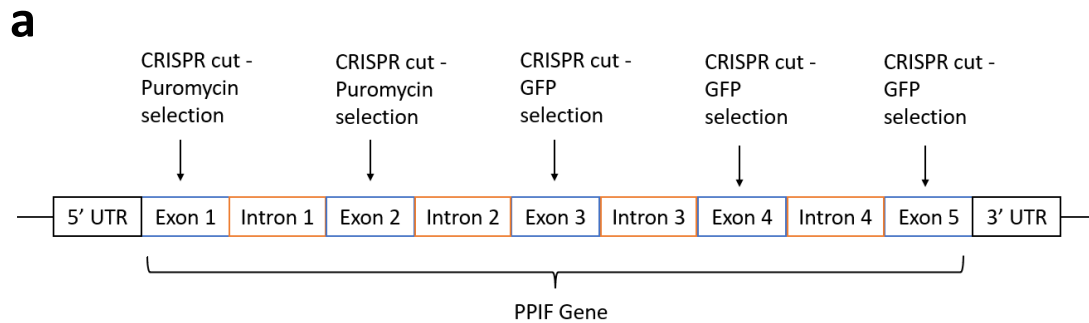 a
CRISPR cut -
Puromycin
selection
CRISPR cut -
Puromycin
selection
CRISPR cut -
GFP
selection
CRISPR cut -
GFP
selection
CRISPR cut -
GFP
selection
5’ UTR Exon 1 Intron 1 Exon 2 Intron 2 Exon 3 Intron 3 Exon 4 Intron 4 Exon 5 3’ UTR
PPIF Gene